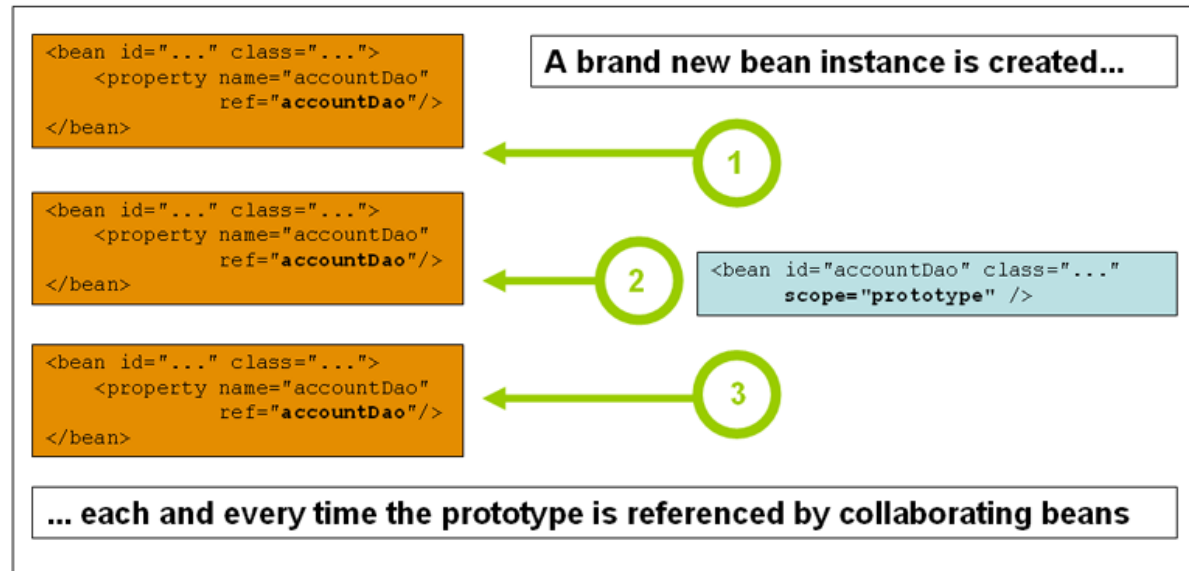 <bean id="..." class="...">
<property name="accountDao"
ref="accountDao"/>
</bean>
A brand new bean instance is created...
1
<bean id="..." class="...">
<property name="accountDao"
ref="accountDao"/>
</bean>
2
<bean id="accountDao" class="..."
scope="prototype" />
<bean id="..." class="...">
<property name="accountDao"
ref="accountDao"/>
</bean>
3
... each and every time the prototype is referenced by collaborating beans